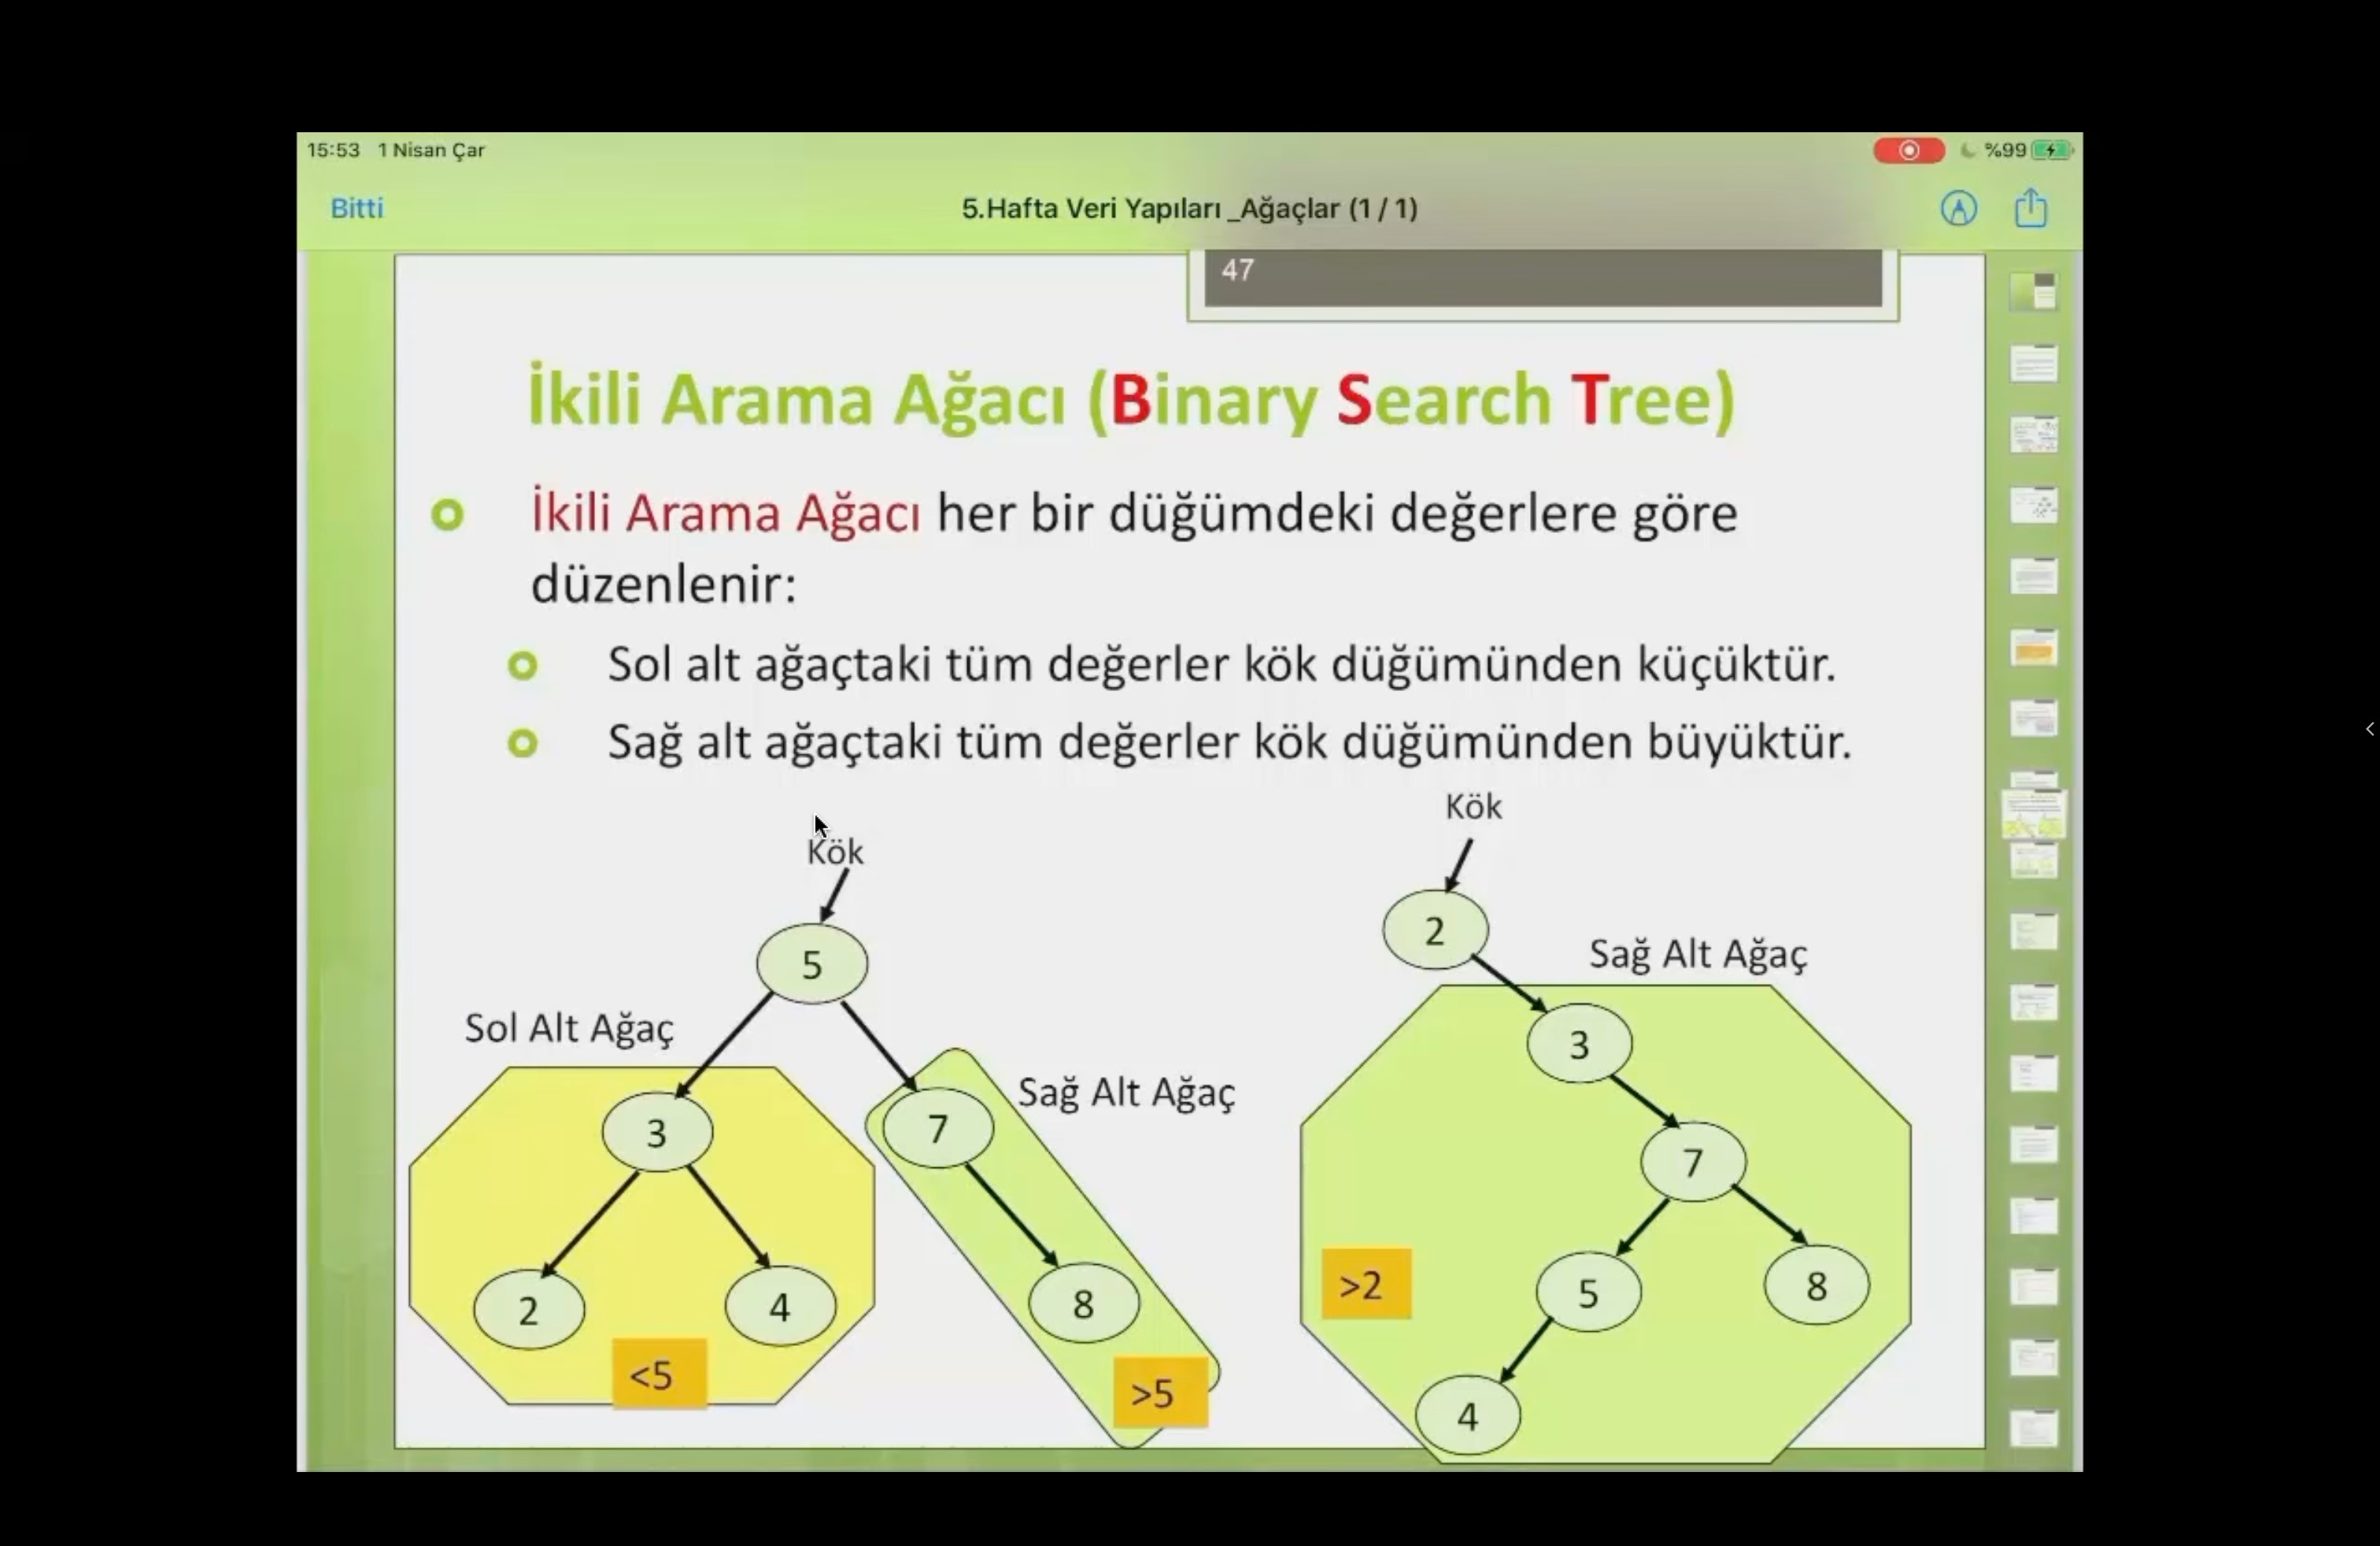 15:53 1 Nisan Çar
%99
Bitti
5.Hafta Veri Yapıları _Ağaçlar (1 / 1)
47
İkili Arama Ağacı (Binary Search Tree)
İkili Arama Ağacı her bir düğümdeki değerlere göre
düzenlenir:
Sol alt ağaçtaki tüm değerler kök düğümünden küçüktür.
Sağ alt ağaçtaki tüm değerler kök düğümünden büyüktür.
Kök
5
Sol Alt Ağaç
3
7
Sağ Alt Ağaç
2
4
8
<5
>5
Kök
2
Sağ Alt Ağaç
3
7
>2
5
8
4